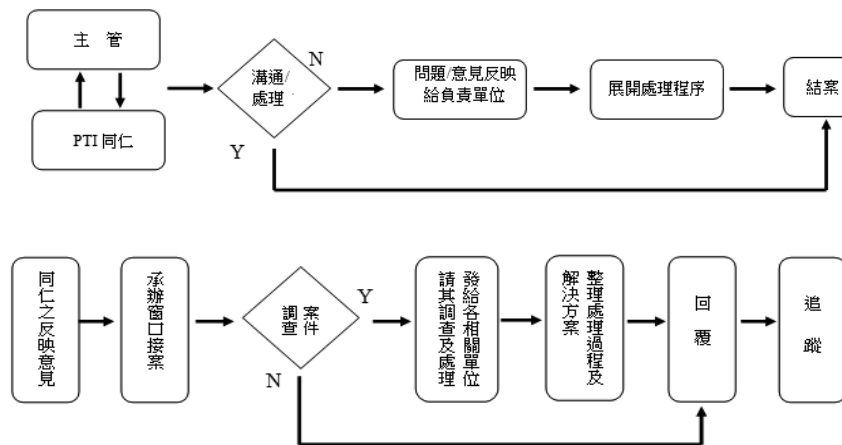 主 管
PTI 同仁
溝通/
處理
N
Y
問題/意見反映
給負責單位
展開處理程序
結案
同仁之反映意見
承辦窗口接案
案件
調查
Y
N
發給各相關單位
請其調查及處理
整理處理過程及
解決方案
回覆
追蹤